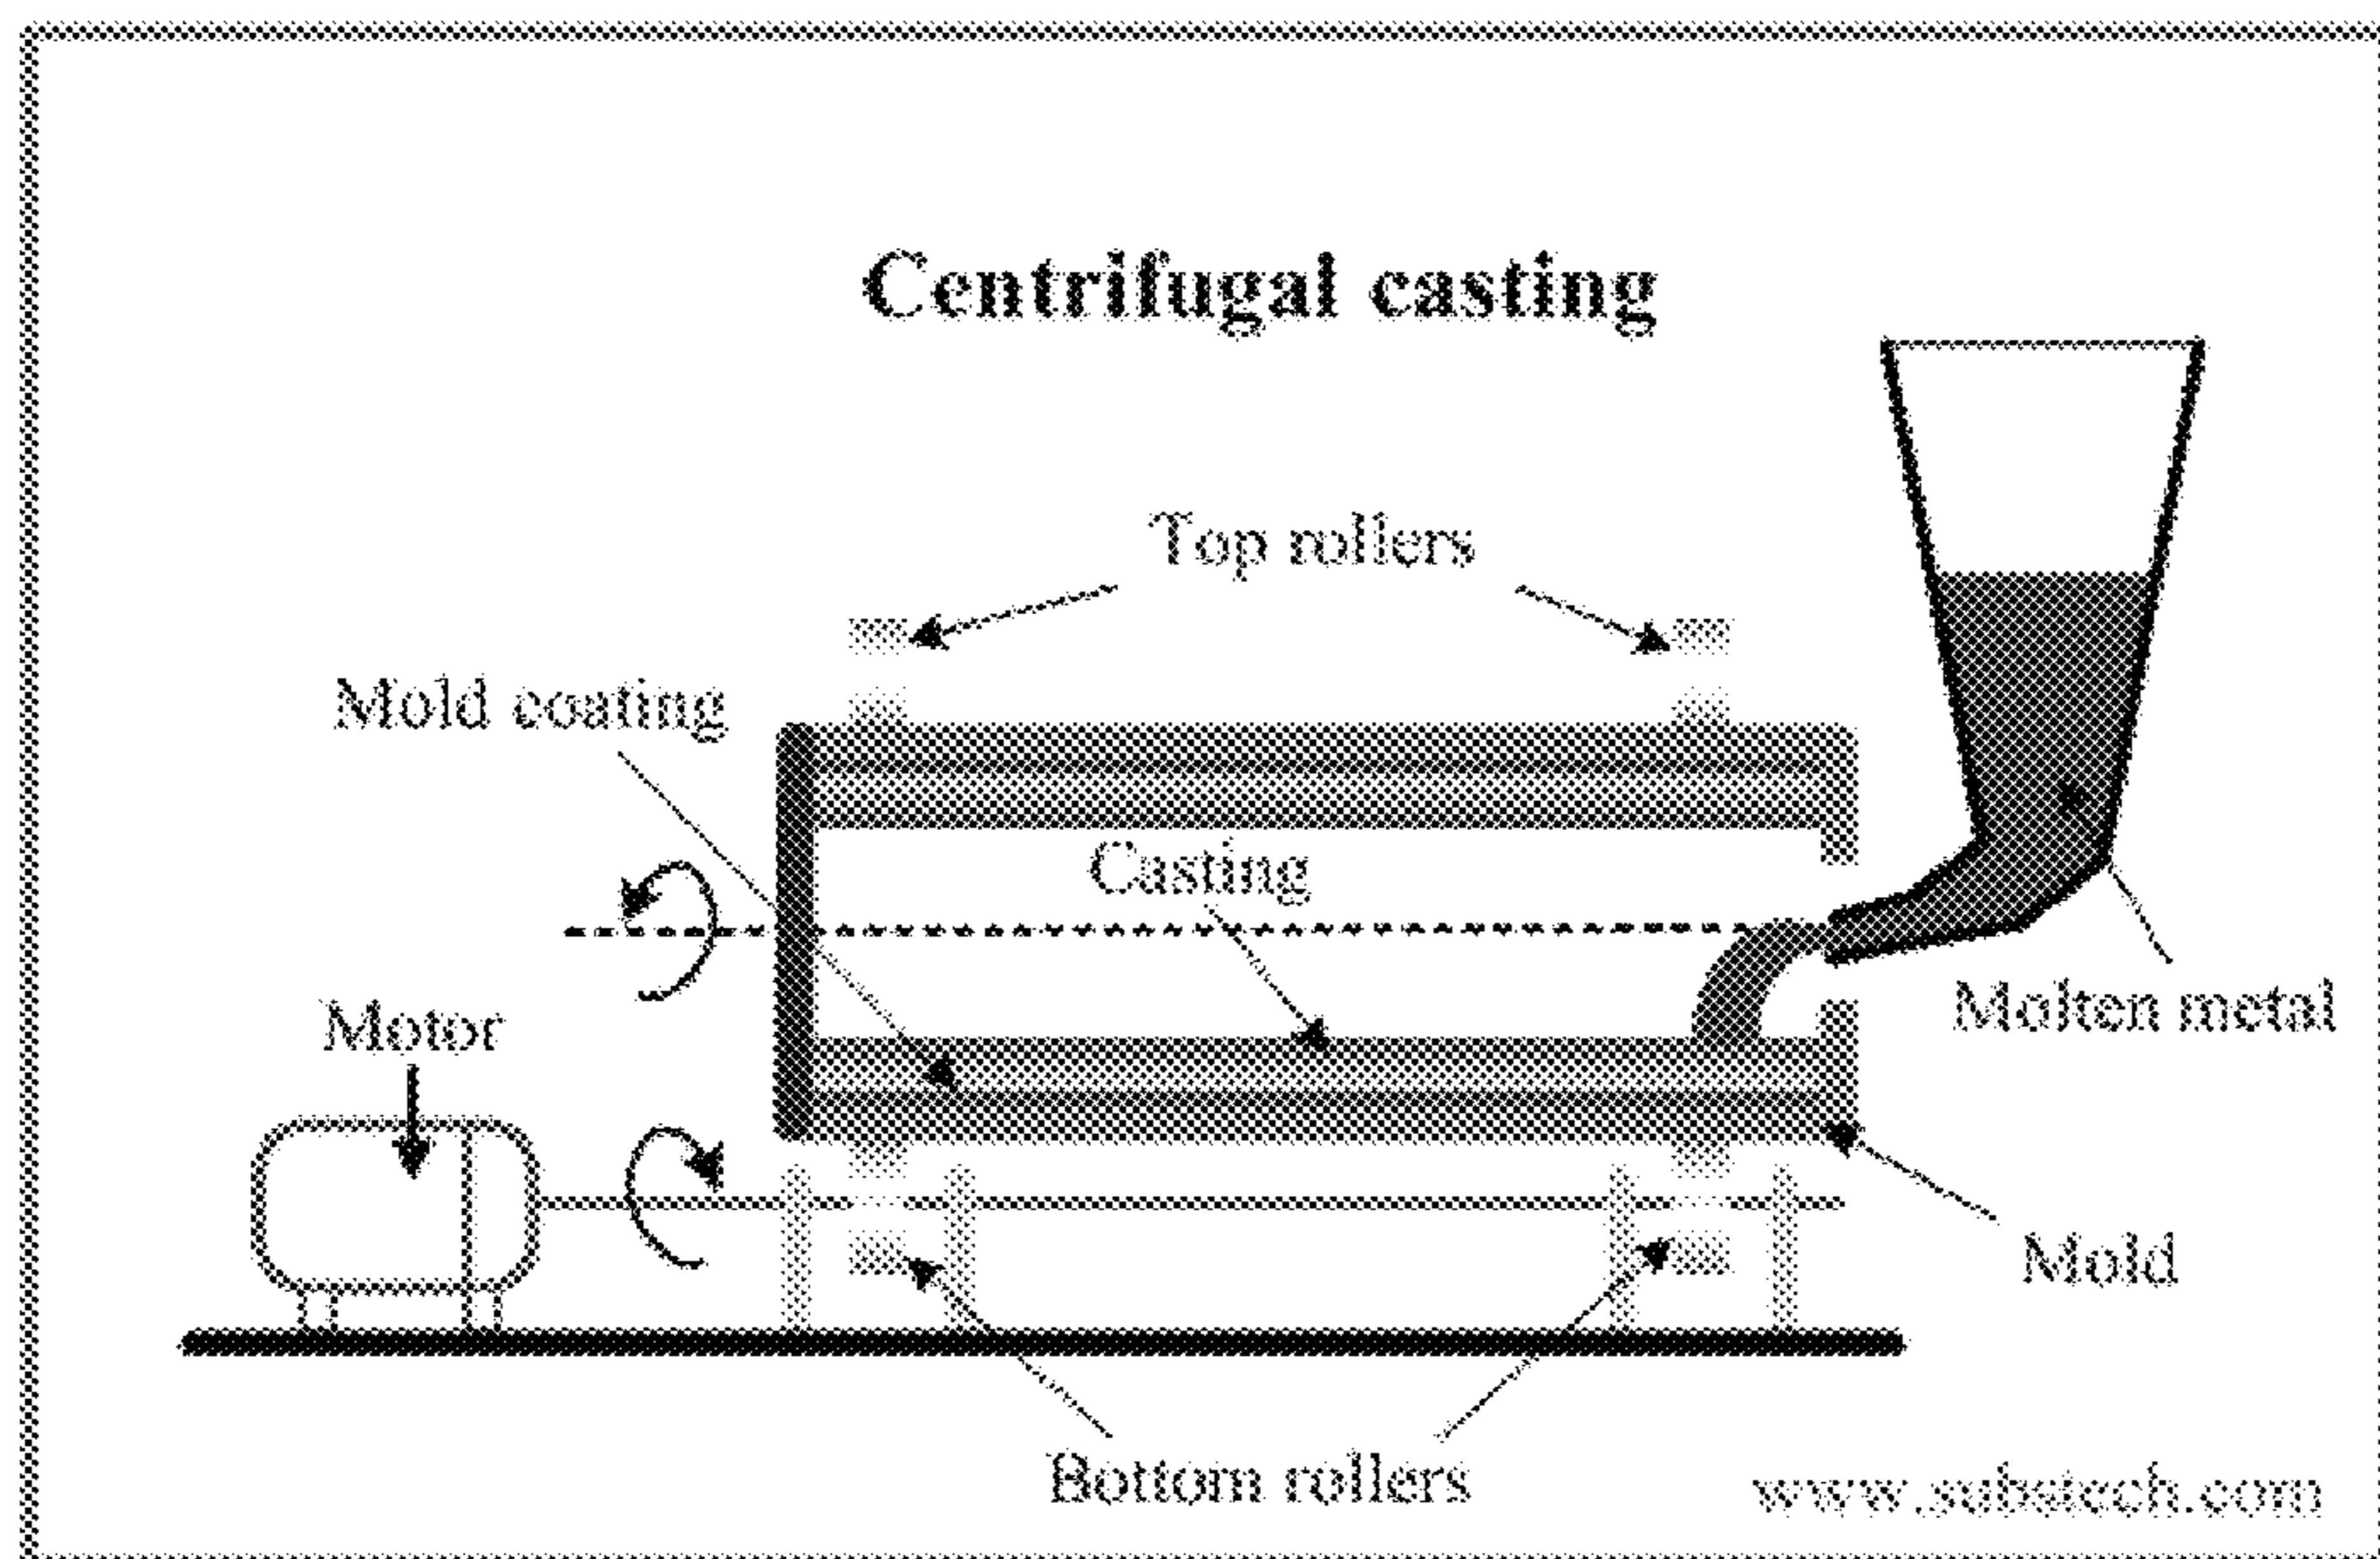 Centrifugal casting
Top rollers
Mold coating
Casting
Motor
Molten metal
Mold
Bottom rollers
www.substech.com